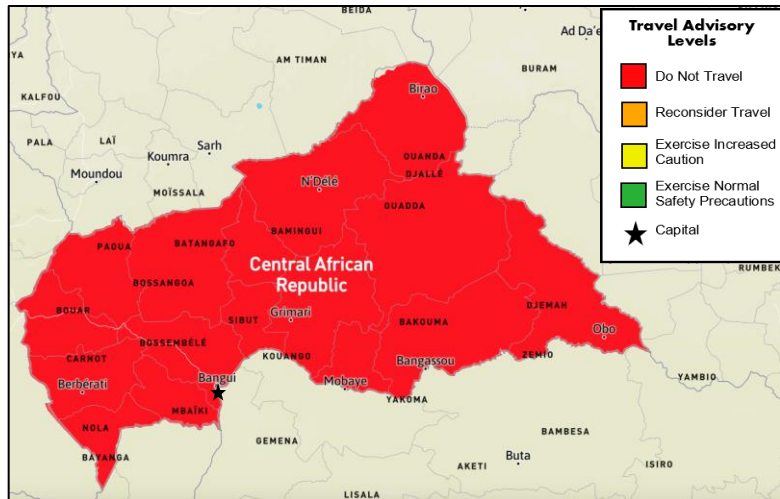 BEIDA
Ad Da'e
YA
AM TIMAN
BURAM
KALFOU
Birao
PALA
LAÏ
Sarh
Koumra
Moundou
MOÏSSALA
OUANDA
DJALLÉ
N'Délé
OUADDA
PAOUA
BATANGAFO
BAMINGUI
Central African
Republic
BOSSANGOA
RUMBEK
BOUAR
SIBUT
Grimari
DJEMAH
BAKOUMA
Obo
BOSSEMBÉLÉ
CARNOT
KOUANGO
ZEMIO
Bangassou
Berbérati
Bangui
Mobaye
YAKOMA
YAMBIO
MBAÏKI
NOLA
GEMENA
BAMBESA
BAYANGA
Buta
AKETI
ISIRO
LISALA
Travel Advisory
Levels
Do Not Travel
Reconsider Travel
Exercise Increased
Caution
Exercise Normal
Safety Precautions
Capital